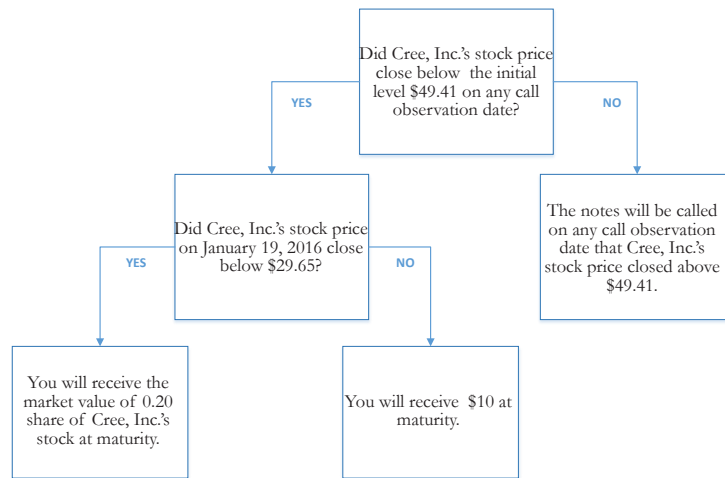 Did Cree, Inc.'s stock price
close below the initial
level $49.41 on any call
observation date?
YES
NO
Did Cree, Inc.'s stock price
on January 19, 2016 close
below $29.65?
The notes will be called
on any call observation
date that Cree, Inc.'s
stock price closed above
$49.41.
YES
NO
You will receive the
market value of 0.20
share of Cree, Inc.'s
stock at maturity.
You will receive $10 at
maturity.